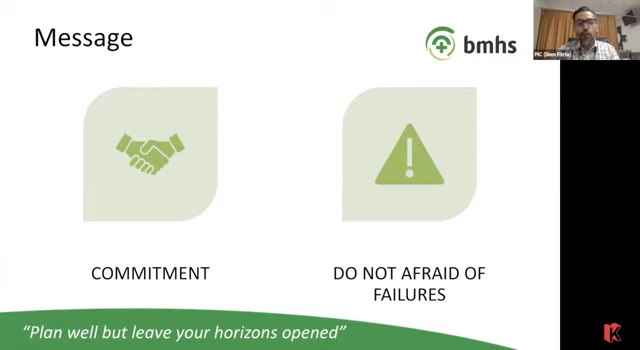 Message
bmhs
PIC (Dien Fitria)
COMMITMENT
DO NOT AFRAID OF
FAILURES
"Plan well but leave your horizons opened"